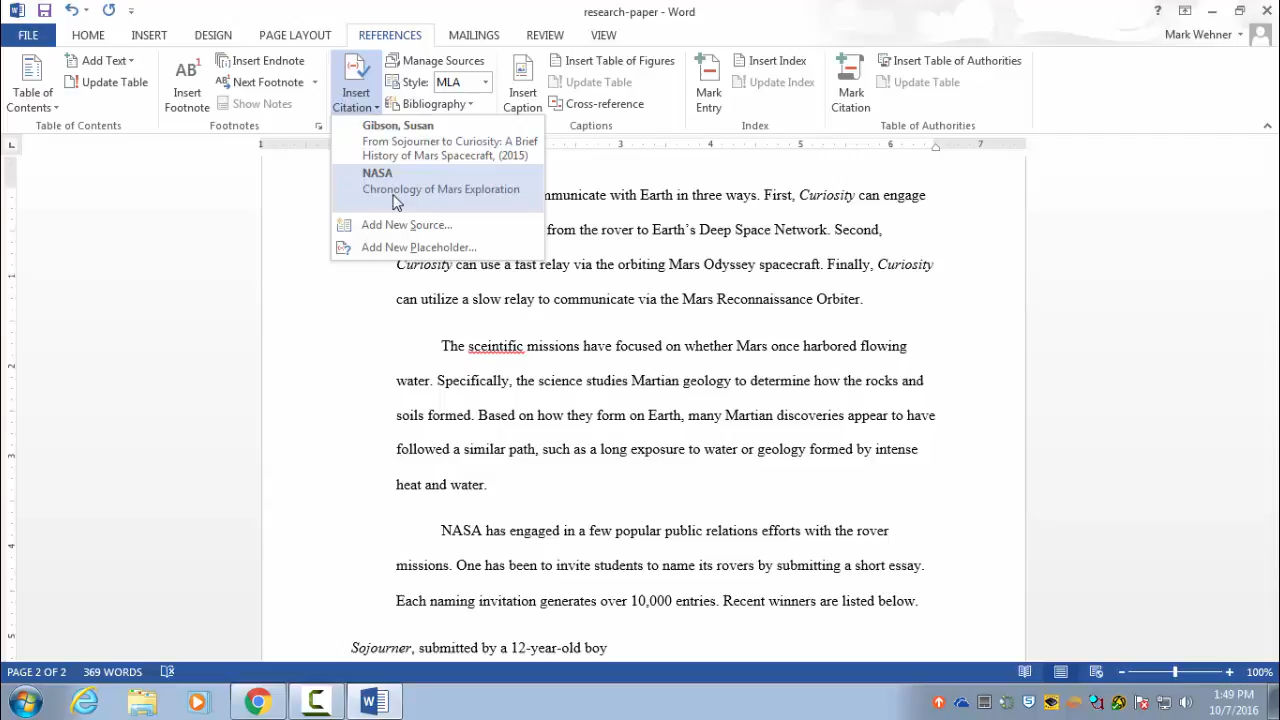 research-paper - Word
FILE HOME INSERT DESIGN PAGE LAYOUT REFERENCES MAILINGS REVIEW VIEW Mark Wehner
Table of Contents
Add Text
Update Table
Table of Contents
AB¹
Insert Footnote
Insert Endnote
Next Footnote
Show Notes
Footnotes
Insert Citation
Manage Sources
Style: MLA
Bibliography
Insert Caption
Insert Table of Figures
Update Table
Cross-reference
Captions
Mark Entry
Insert Index
Update Index
Index
Mark Citation
Insert Table of Authorities
Update Table
Table of Authorities
Gibson, Susan
From Sojourner to Curiosity: A Brief
History of Mars Spacecraft, (2015)
NASA
Chronology of Mars Exploration
Add New Source...
Add New Placeholder...
1 3 4 5 6 7
mmunicate with Earth in three ways. First, Curiosity can engage
from the rover to Earth’s Deep Space Network. Second,
Curiosity can use a fast relay via the orbiting Mars Odyssey spacecraft. Finally, Curiosity
can utilize a slow relay to communicate via the Mars Reconnaissance Orbiter.
The sceintific missions have focused on whether Mars once harbored flowing
water. Specifically, the science studies Martian geology to determine how the rocks and
soils formed. Based on how they form on Earth, many Martian discoveries appear to have
followed a similar path, such as a long exposure to water or geology formed by intense
heat and water.
NASA has engaged in a few popular public relations efforts with the rover
missions. One has been to invite students to name its rovers by submitting a short essay.
Each naming invitation generates over 10,000 entries. Recent winners are listed below.
Sojourner, submitted by a 12-year-old boy
1
2
3
4
5
PAGE 2 OF 2 369 WORDS 100%
1:49 PM
10/7/2016